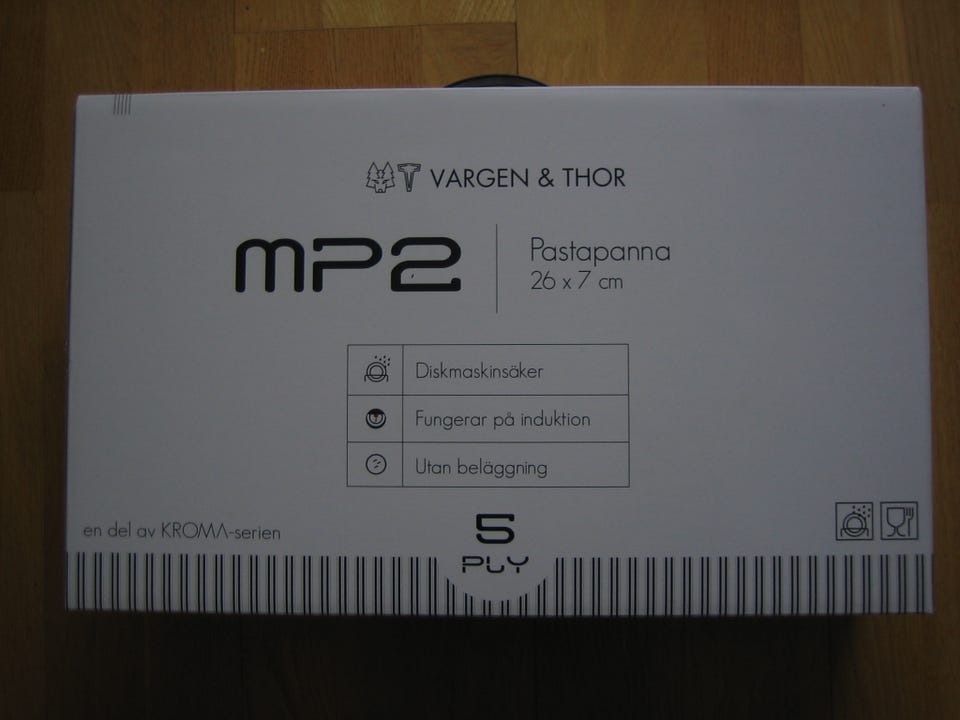 VARGEN & THOR
MP2
Pastapanna
26 x 7 cm
Diskmaskinsäker
Fungerar på induktion
Utan beläggning
en del av KROMA-serien
5
PLY